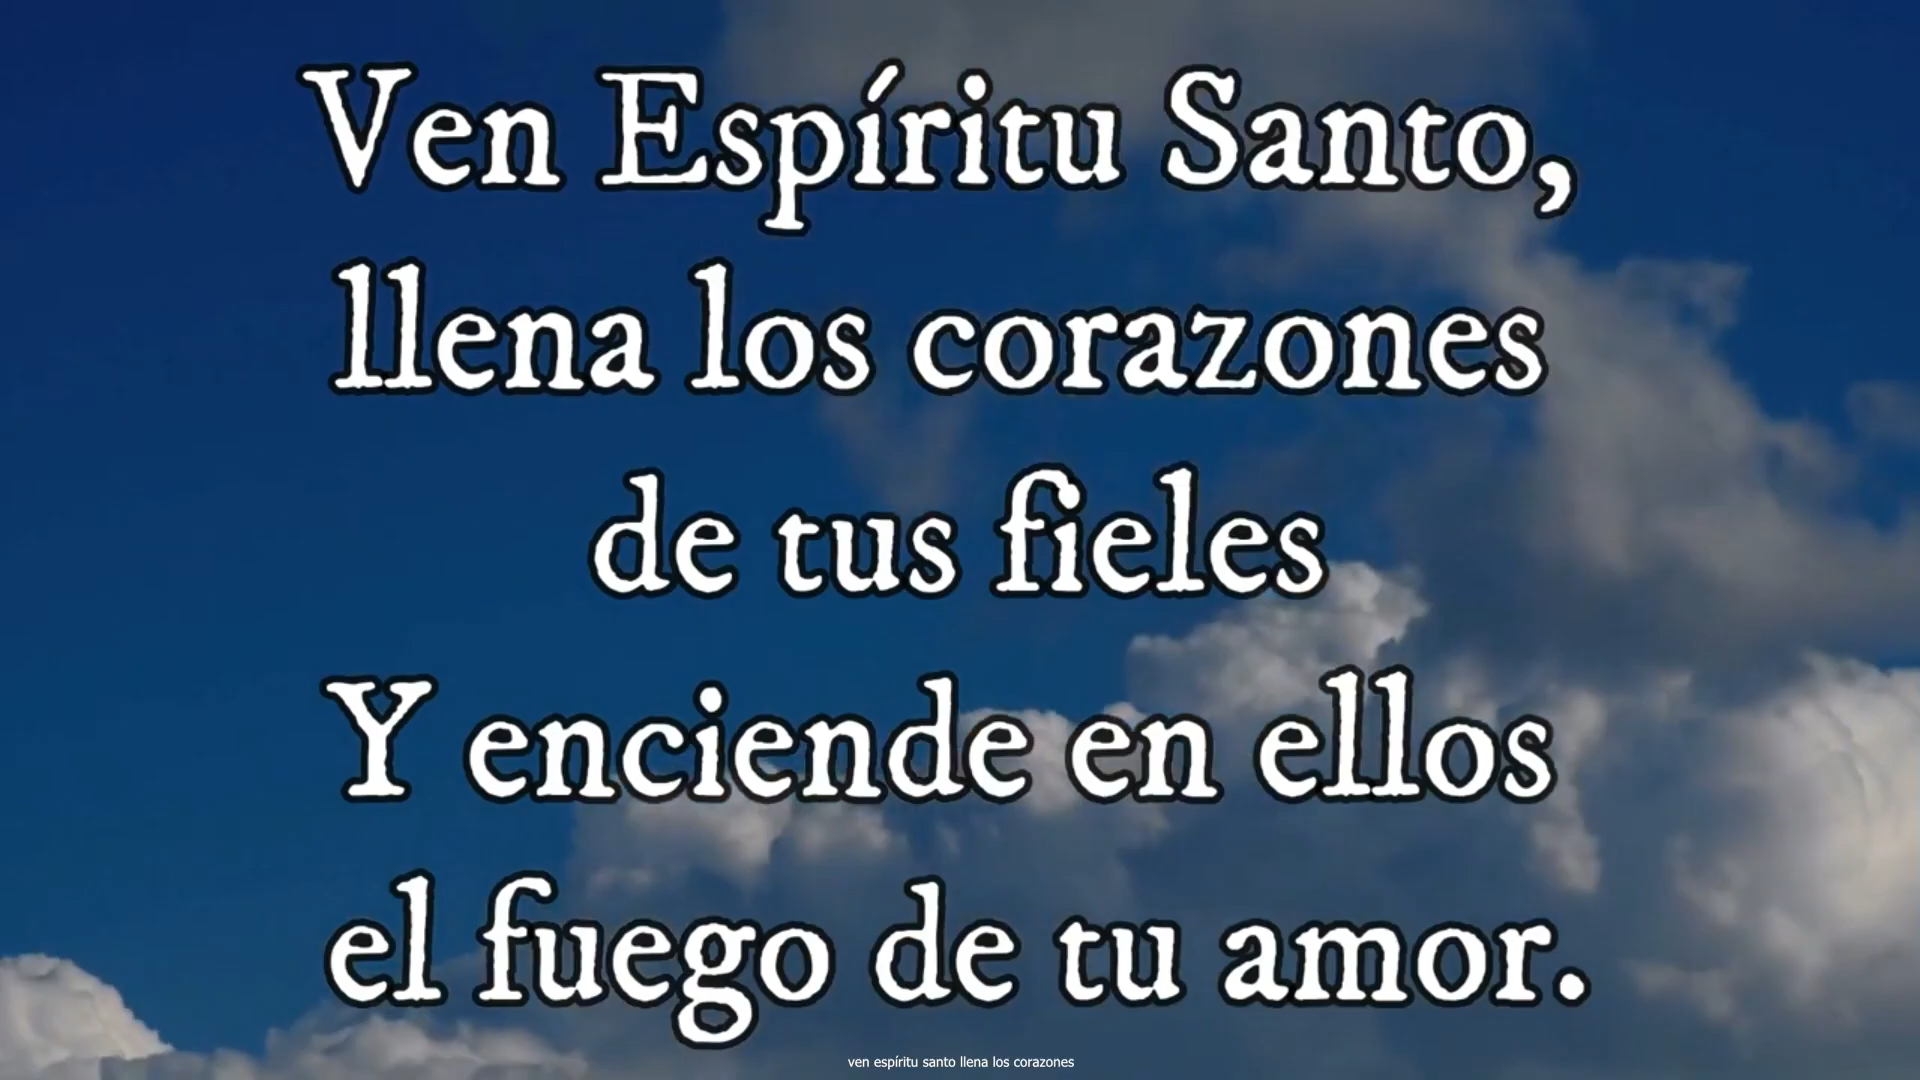 Ven Espíritu Santo,
llena los corazones
de tus fieles
Y enciende en ellos
el fuego de tu amor.
ven espíritu santo llena los corazones